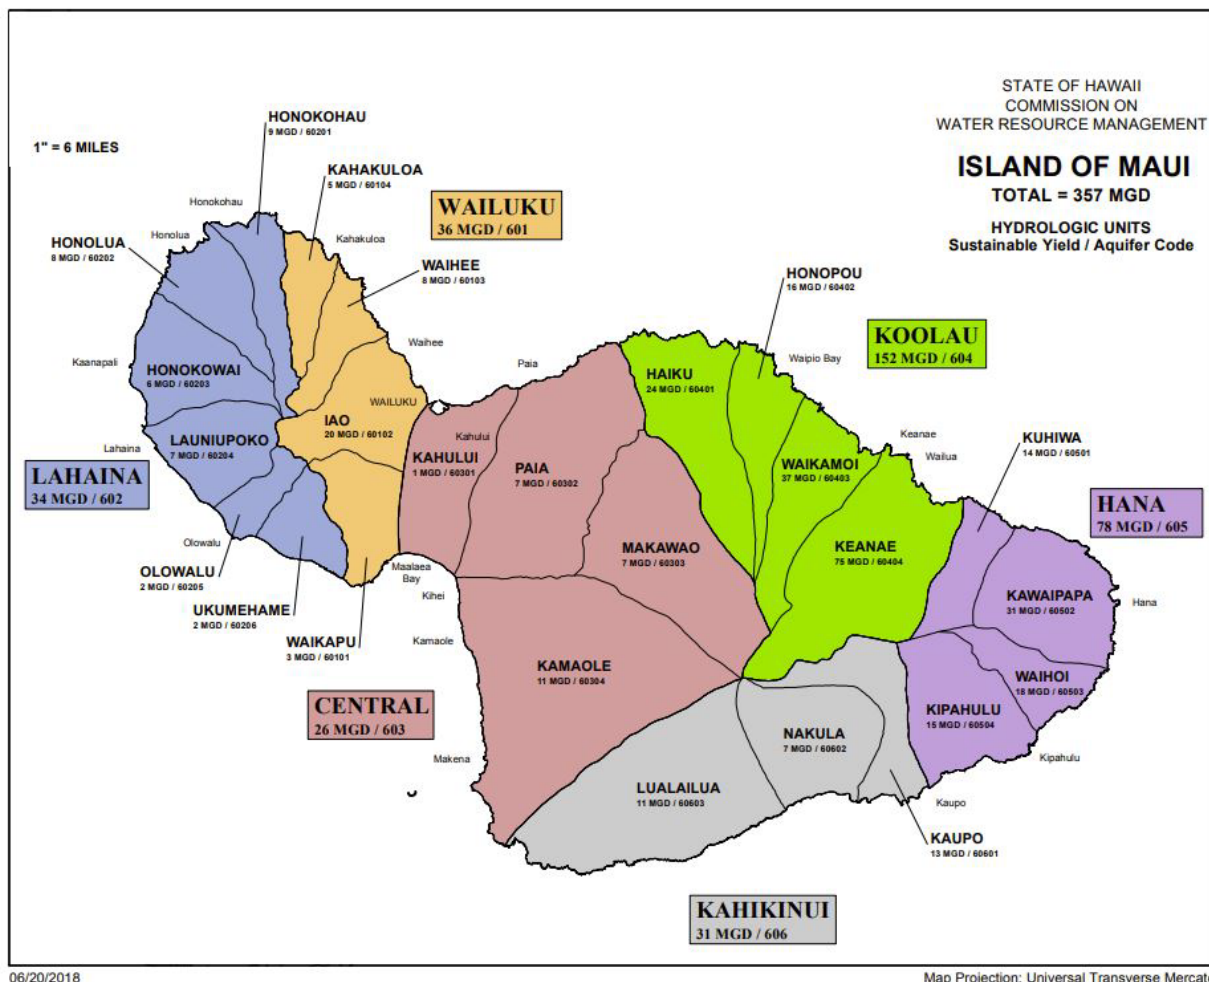 STATE OF HAWAII
COMMISSION ON
WATER RESOURCE MANAGEMENT
ISLAND OF MAUI
TOTAL = 357 MGD
HYDROLOGIC UNITS
Sustainable Yield / Aquifer Code
1" = 6 MILES
HONOKOHAU
9 MGD / 60201
KAHAKULOA
5 MGD / 60104
WAILUKU
36 MGD / 601
Honokohau
Honolua
Kahakuloa
HONOLUA
8 MGD / 60202
WAIHEE
8 MGD / 60103
HONOPOU
16 MGD / 60402
KOOLAU
152 MGD / 604
Kaanapali
Waihee
Paia
Waipio Bay
HONOKOWAI
6 MGD / 60203
HAIKU
24 MGD / 60401
WAILUKU
IAO
20 MGD / 60102
LAUNIUPOKO
7 MGD / 60204
Lahaina
Kahului
KAHULUI
1 MGD / 60301
PAIA
7 MGD / 60302
WAIKAMOI
37 MGD / 60403
Keanae
Wailua
KUHIWA
14 MGD / 60501
LAHAINA
34 MGD / 602
HANA
78 MGD / 605
Olowalu
OLOWALU
2 MGD / 60205
UKUMEHAME
2 MGD / 60206
WAIKAPU
3 MGD / 60101
Maalaea
Bay
Kihei
Kamaole
MAKAWAO
7 MGD / 60303
KEANAE
75 MGD / 60404
KAWAIPAPA
31 MGD / 60502
Hana
KAMAOLE
11 MGD / 60304
WAIHOI
18 MGD / 60503
KIPAHULU
15 MGD / 60504
CENTRAL
26 MGD / 603
NAKULA
7 MGD / 60602
Makena
Kipahulu
LUALAILUA
11 MGD / 60603
Kaupo
KAUPO
13 MGD / 60601
KAHIKINUI
31 MGD / 606
06/20/2018
Map Projection: Universal Transverse Mercato